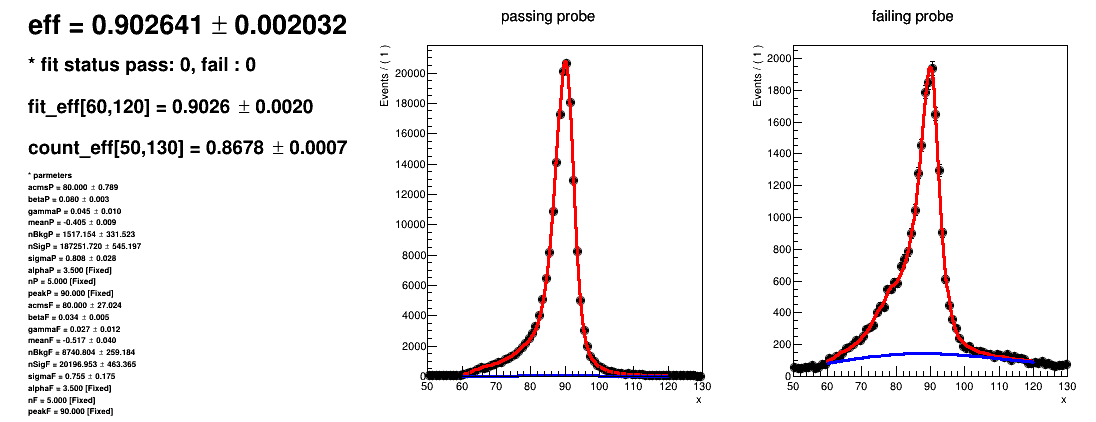 eff = 0.902641 ± 0.002032
* fit status pass: 0, fail : 0
fit_eff[60,120] = 0.9026 ± 0.0020
count_eff[50,130] = 0.8678 ± 0.0007
* parmeters
acmsP = 80.000 ± 0.789
betaP = 0.080 ± 0.003
gammaP = 0.045 ± 0.010
meanP = -0.405 ± 0.009
nBkgP = 1517.154 ± 331.523
nSigP = 187251.720 ± 545.197
sigmaP = 0.808 ± 0.028
alphaP = 3.500 [Fixed]
nP = 5.000 [Fixed]
peakP = 90.000 [Fixed]
acmsF = 80.000 ± 27.024
betaF = 0.034 ± 0.005
gammaF = 0.027 ± 0.012
meanF = -0.517 ± 0.040
nBkgF = 8740.804 ± 259.184
nSigF = 20196.953 ± 463.365
sigmaF = 0.755 ± 0.175
alphaF = 3.500 [Fixed]
nF = 5.000 [Fixed]
peakF = 90.000 [Fixed]
passing probe
Events / ( 1 )
20000
18000
16000
14000
12000
10000
8000
6000
4000
2000
0
50 60 70 80 90 100 110 120 130
x
failing probe
Events / ( 1 )
2000
1800
1600
1400
1200
1000
800
600
400
200
0
50 60 70 80 90 100 110 120 130
x